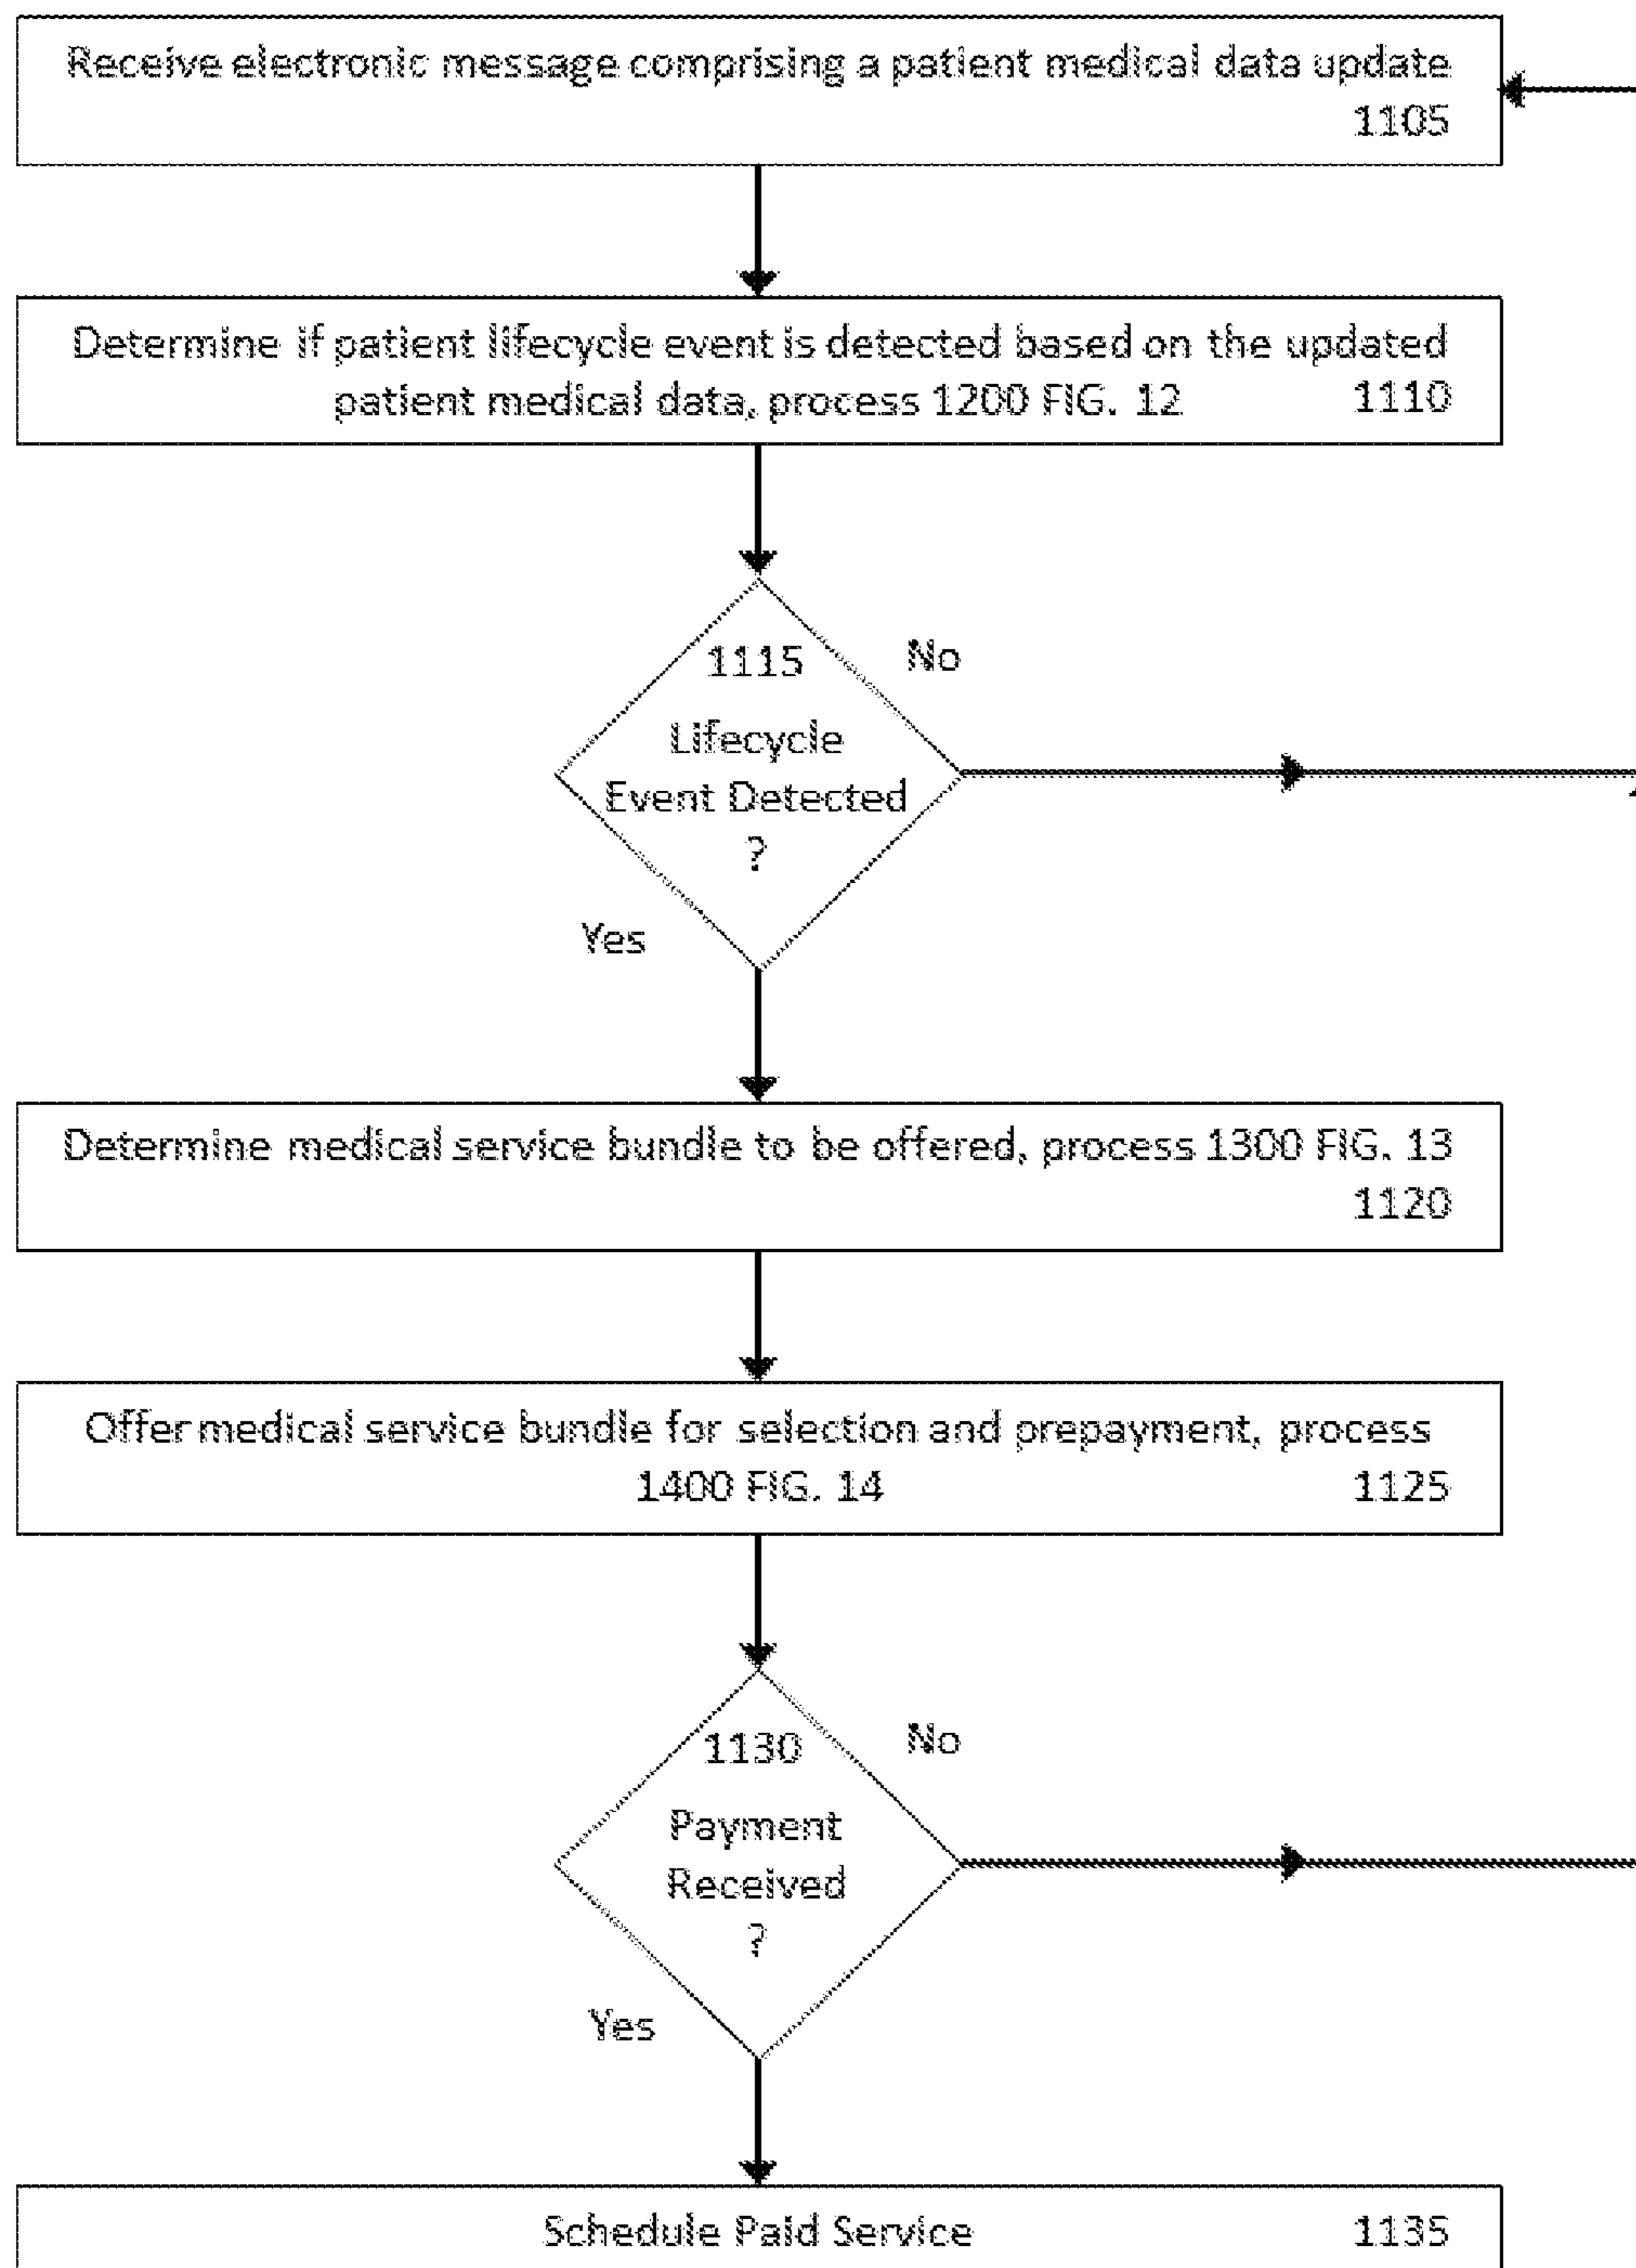 Receive electronic message comprising a patient medical data update
1105
Determine if patient lifecycle event is detected based on the updated
patient medical data, process 1200 FIG. 12 1110
1115
No
Lifecycle
Event Detected
?
Yes
Determine medical service bundle to be offered, process 1300 FIG. 13
1120
Offer medical service bundle for selection and prepayment, process
1400 FIG. 14 1125
1130
No
Payment
Received
?
Yes
Schedule Paid Service 1135